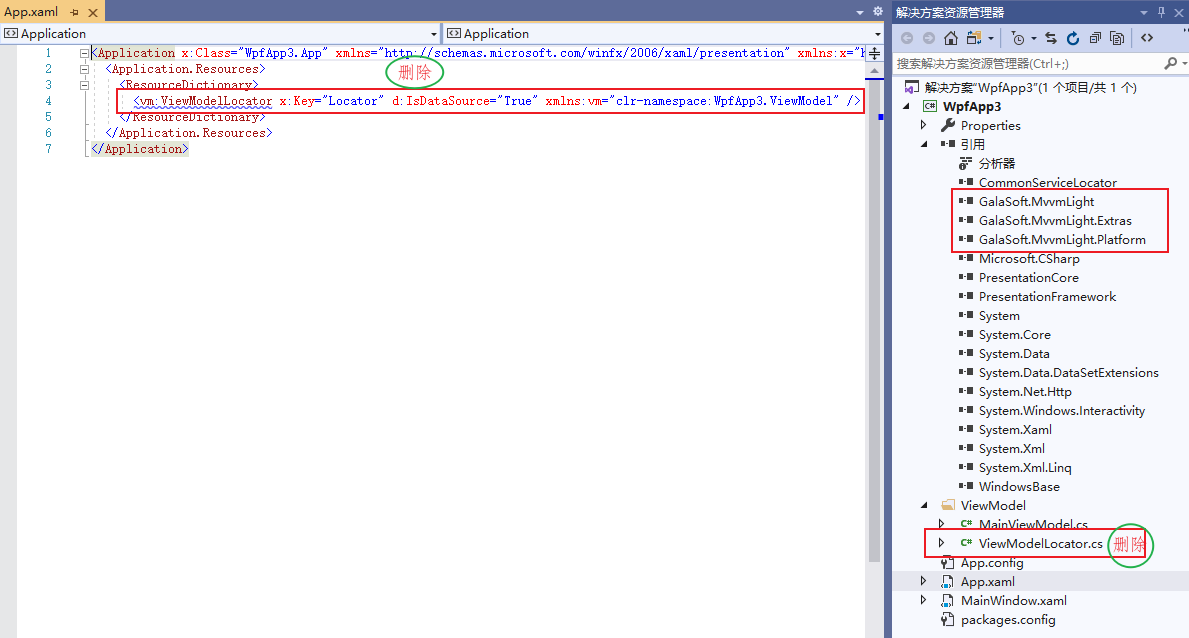 App.xaml
解决方案资源管理器
Application
Application
搜索解决方案资源管理器(Ctrl+;)
1 <Application x:Class="WpfApp3.App" xmlns="http://schemas.microsoft.com/winfx/2006/xaml/presentation" xmlns:x="h
2 <Application.Resources>
删除
3 <ResourceDictionary>
4 <vm:ViewModelLocator x:Key="Locator" d:IsDataSource="True" xmlns:vm="clr-namespace:WpfApp3.ViewModel" />
5 </ResourceDictionary>
6 </Application.Resources>
7 </Application>
解决方案"WpfApp3"(1 个项目/共 1 个)
C# WpfApp3
Properties
引用
分析器
CommonServiceLocator
GalaSoft.MvvmLight
GalaSoft.MvvmLight.Extras
GalaSoft.MvvmLight.Platform
Microsoft.CSharp
PresentationCore
PresentationFramework
System
System.Core
System.Data
System.Data.DataSetExtensions
System.Net.Http
System.Windows.Interactivity
System.Xaml
System.Xml
System.Xml.Linq
WindowsBase
ViewModel
C# MainViewModel.cs
C# ViewModelLocator.cs 删除
App.config
App.xaml
MainWindow.xaml
packages.config